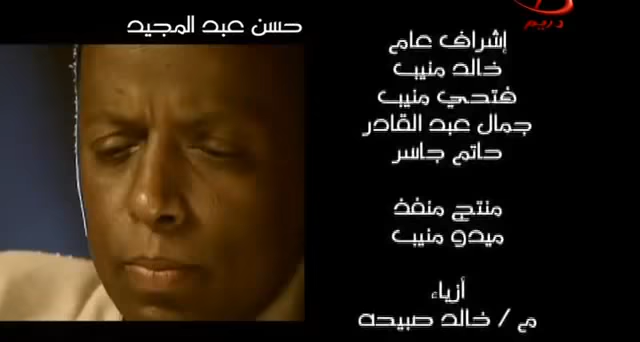 دريم
حسن عبد المجيد
إشراف عام
خالد منيب
فتحي منيب
جمال عبد القادر
حاتم جاسر
منتج منفذ
ميدو منيب
أزياء
م / خالد صبيحه